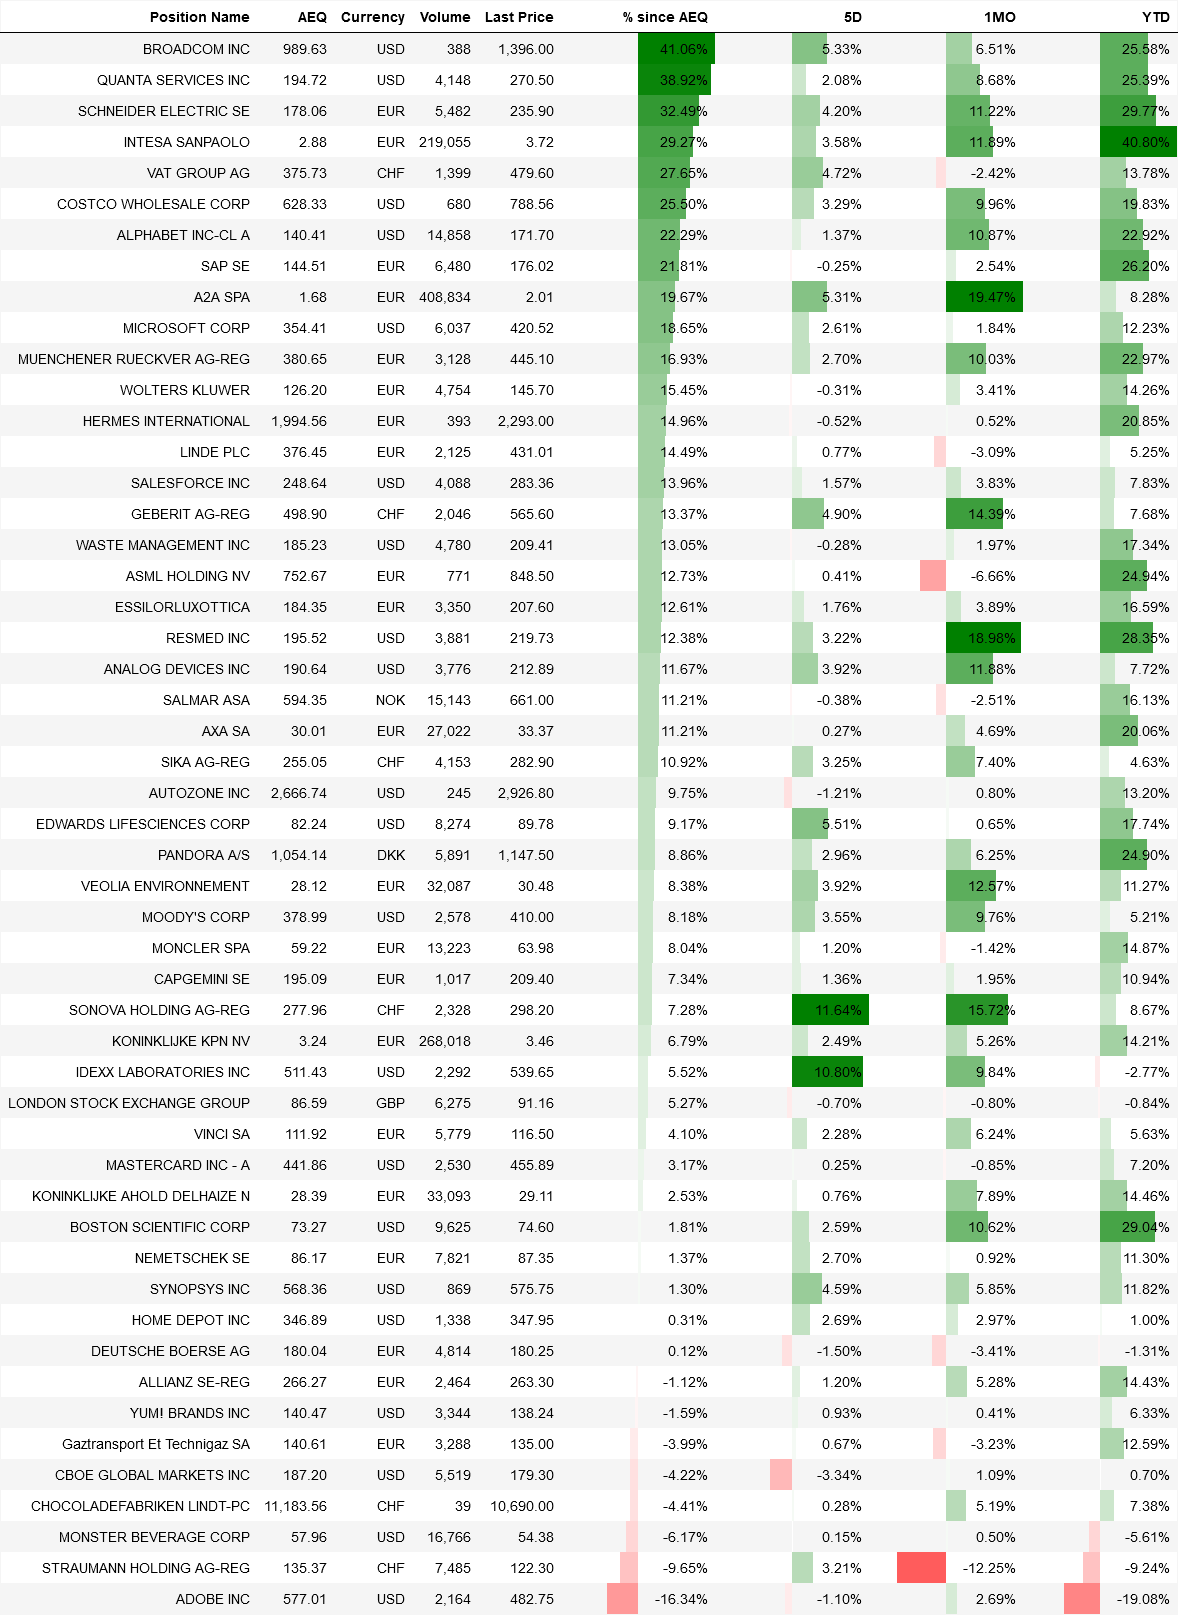 Position Name AEQ Currency Volume Last Price % since AEQ 5D 1MO YTD
BROADCOM INC 989.63 USD 388 1,396.00 41.06% 5.33% 6.51% 25.58%
QUANTA SERVICES INC 194.72 USD 4,148 270.50 38.92% 2.08% 8.68% 25.39%
SCHNEIDER ELECTRIC SE 178.06 EUR 5,482 235.90 32.49% 4.20% 11.22% 29.77%
INTESA SANPAOLO 2.88 EUR 219,055 3.72 29.27% 3.58% 11.89% 40.80%
VAT GROUP AG 375.73 CHF 1,399 479.60 27.65% 4.72% -2.42% 13.78%
COSTCO WHOLESALE CORP 628.33 USD 680 788.56 25.50% 3.29% 9.96% 19.83%
ALPHABET INC-CL A 140.41 USD 14,858 171.70 22.29% 1.37% 10.87% 22.92%
SAP SE 144.51 EUR 6,480 176.02 21.81% -0.25% 2.54% 26.20%
A2A SPA 1.68 EUR 408,834 2.01 19.67% 5.31% 19.47% 8.28%
MICROSOFT CORP 354.41 USD 6,037 420.52 18.65% 2.61% 1.84% 12.23%
MUENCHENER RUECKVER AG-REG 380.65 EUR 3,128 445.10 16.93% 2.70% 10.03% 22.97%
WOLTERS KLUWER 126.20 EUR 4,754 145.70 15.45% -0.31% 3.41% 14.26%
HERMES INTERNATIONAL 1,994.56 EUR 393 2,293.00 14.96% -0.52% 0.52% 20.85%
LINDE PLC 376.45 EUR 2,125 431.01 14.49% 0.77% -3.09% 5.25%
SALESFORCE INC 248.64 USD 4,088 283.36 13.96% 1.57% 3.83% 7.83%
GEBERIT AG-REG 498.90 CHF 2,046 565.60 13.37% 4.90% 14.39% 7.68%
WASTE MANAGEMENT INC 185.23 USD 4,780 209.41 13.05% -0.28% 1.97% 17.34%
ASML HOLDING NV 752.67 EUR 771 848.50 12.73% 0.41% -6.66% 24.94%
ESSILORLUXOTTICA 184.35 EUR 3,350 207.60 12.61% 1.76% 3.89% 16.59%
RESMED INC 195.52 USD 3,881 219.73 12.38% 3.22% 18.98% 28.35%
ANALOG DEVICES INC 190.64 USD 3,776 212.89 11.67% 3.92% 11.88% 7.72%
SALMAR ASA 594.35 NOK 15,143 661.00 11.21% -0.38% -2.51% 16.13%
AXA SA 30.01 EUR 27,022 33.37 11.21% 0.27% 4.69% 20.06%
SIKA AG-REG 255.05 CHF 4,153 282.90 10.92% 3.25% 7.40% 4.63%
AUTOZONE INC 2,666.74 USD 245 2,926.80 9.75% -1.21% 0.80% 13.20%
EDWARDS LIFESCIENCES CORP 82.24 USD 8,274 89.78 9.17% 5.51% 0.65% 17.74%
PANDORA A/S 1,054.14 DKK 5,891 1,147.50 8.86% 2.96% 6.25% 24.90%
VEOLIA ENVIRONNEMENT 28.12 EUR 32,087 30.48 8.38% 3.92% 12.57% 11.27%
MOODY'S CORP 378.99 USD 2,578 410.00 8.18% 3.55% 9.76% 5.21%
MONCLER SPA 59.22 EUR 13,223 63.98 8.04% 1.20% -1.42% 14.87%
CAPGEMINI SE 195.09 EUR 1,017 209.40 7.34% 1.36% 1.95% 10.94%
SONOVA HOLDING AG-REG 277.96 CHF 2,328 298.20 7.28% 11.64% 15.72% 8.67%
KONINKLIJKE KPN NV 3.24 EUR 268,018 3.46 6.79% 2.49% 5.26% 14.21%
IDEXX LABORATORIES INC 511.43 USD 2,292 539.65 5.52% 10.80% 9.84% -2.77%
LONDON STOCK EXCHANGE GROUP 86.59 GBP 6,275 91.16 5.27% -0.70% -0.80% -0.84%
VINCI SA 111.92 EUR 5,779 116.50 4.10% 2.28% 6.24% 5.63%
MASTERCARD INC - A 441.86 USD 2,530 455.89 3.17% 0.25% -0.85% 7.20%
KONINKLIJKE AHOLD DELHAIZE N 28.39 EUR 33,093 29.11 2.53% 0.76% 7.89% 14.46%
BOSTON SCIENTIFIC CORP 73.27 USD 9,625 74.60 1.81% 2.59% 10.62% 29.04%
NEMETSCHEK SE 86.17 EUR 7,821 87.35 1.37% 2.70% 0.92% 11.30%
SYNOPSYS INC 568.36 USD 869 575.75 1.30% 4.59% 5.85% 11.82%
HOME DEPOT INC 346.89 USD 1,338 347.95 0.31% 2.69% 2.97% 1.00%
DEUTSCHE BOERSE AG 180.04 EUR 4,814 180.25 0.12% -1.50% -3.41% -1.31%
ALLIANZ SE-REG 266.27 EUR 2,464 263.30 -1.12% 1.20% 5.28% 14.43%
YUM! BRANDS INC 140.47 USD 3,344 138.24 -1.59% 0.93% 0.41% 6.33%
Gaztransport Et Technigaz SA 140.61 EUR 3,288 135.00 -3.99% 0.67% -3.23% 12.59%
CBOE GLOBAL MARKETS INC 187.20 USD 5,519 179.30 -4.22% -3.34% 1.09% 0.70%
CHOCOLADEFABRIKEN LINDT-PC 11,183.56 CHF 39 10,690.00 -4.41% 0.28% 5.19% 7.38%
MONSTER BEVERAGE CORP 57.96 USD 16,766 54.38 -6.17% 0.15% 0.50% -5.61%
STRAUMANN HOLDING AG-REG 135.37 CHF 7,485 122.30 -9.65% 3.21% -12.25% -9.24%
ADOBE INC 577.01 USD 2,164 482.75 -16.34% -1.10% 2.69% -19.08%